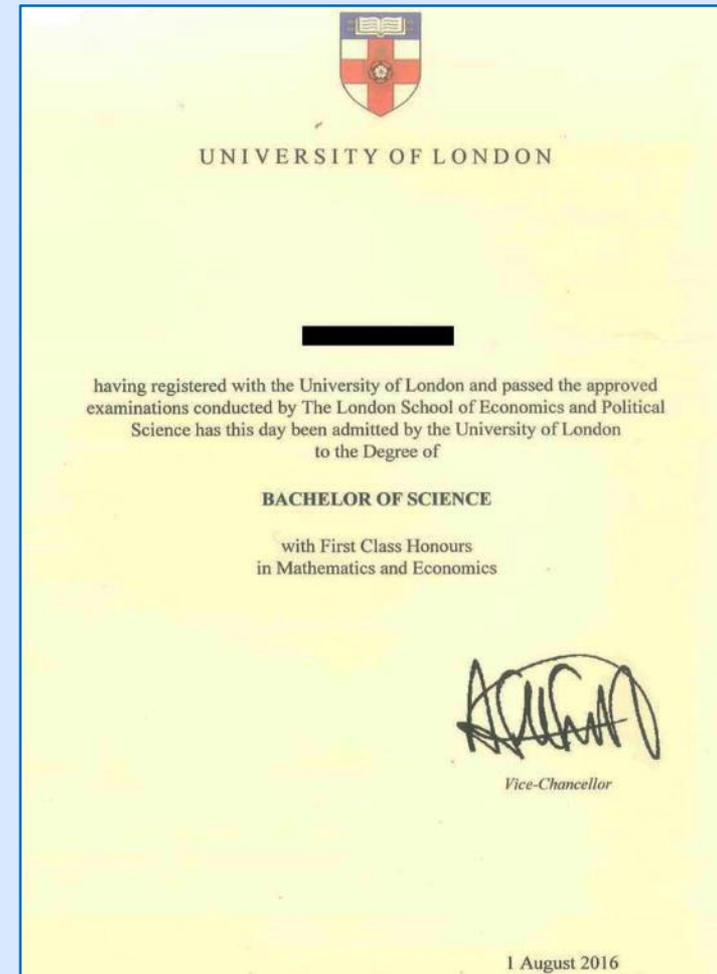 UNIVERSITY OF LONDON
having registered with the University of London and passed the approved
examinations conducted by The London School of Economics and Political
Science has this day been admitted by the University of London
to the Degree of
BACHELOR OF SCIENCE
with First Class Honours
in Mathematics and Economics
Vice-Chancellor
1 August 2016